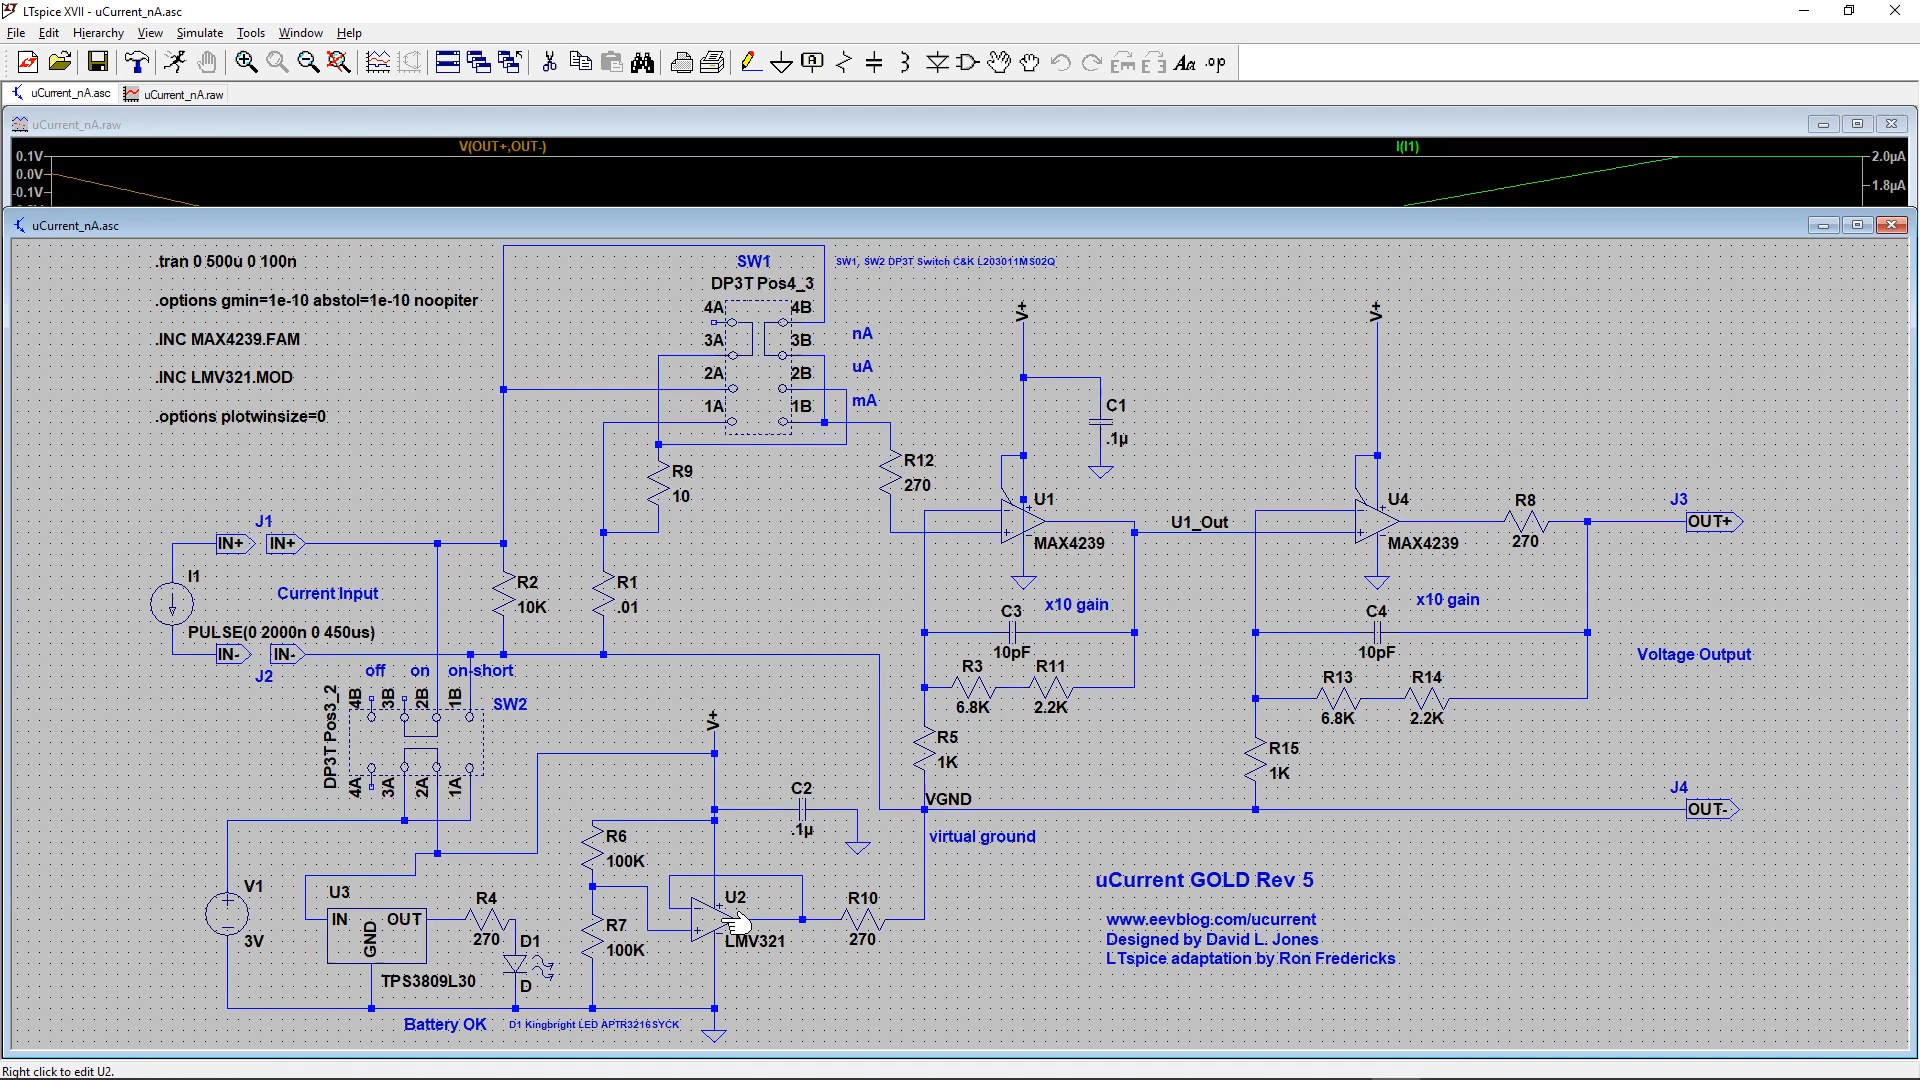 LTspice XVII - uCurrent_nA.asc
File Edit Hierarchy View Simulate Tools Window Help
.op
uCurrent_nA.asc uCurrent_nA.raw
uCurrent_nA.raw
V(OUT+,OUT-) I(I1)
0.1V 2.0µA
0.0V
-0.1V 1.8µA
uCurrent_nA.asc
.tran 0 500u 0 100n
.options gmin=1e-10 abstol=1e-10 noopiter
.INC MAX4239.FAM
.INC LMV321.MOD
.options plotwinsize=0
SW1
SW1, SW2 DP3T Switch C&K L203011MS02Q
DP3T Pos4_3
4A 4B
3A 3B nA
2A 2B uA
1A 1B mA
V+
V+
C1
.1µ
R9
10
R12
270
U1
MAX4239
U1_Out
U4
MAX4239
R8
270
J3
OUT+
J1
IN+ IN+
I1
Current Input
PULSE(0 2000n 0 450us)
IN- IN-
J2
R2
10K
R1
.01
C3
x10 gain
10pF
C4
x10 gain
10pF
R3
6.8K
R11
2.2K
R13
6.8K
R14
2.2K
Voltage Output
off on on-short
SW2
DP3T Pos3_2
4B 3B 2B 1B
4A 3A 2A 1A
V+
R5
1K
R15
1K
C2
.1µ
VGND
virtual ground
J4
OUT-
R6
100K
R7
100K
V1
3V
U3
IN OUT
GND
TPS3809L30
R4
270
D1
D
U2
LMV321
R10
270
Battery OK
D1 Kingbright LED APTR3216SYCK
uCurrent GOLD Rev 5
www.eevblog.com/ucurrent
Designed by David L. Jones
LTspice adaptation by Ron Fredericks
Right click to edit U2.